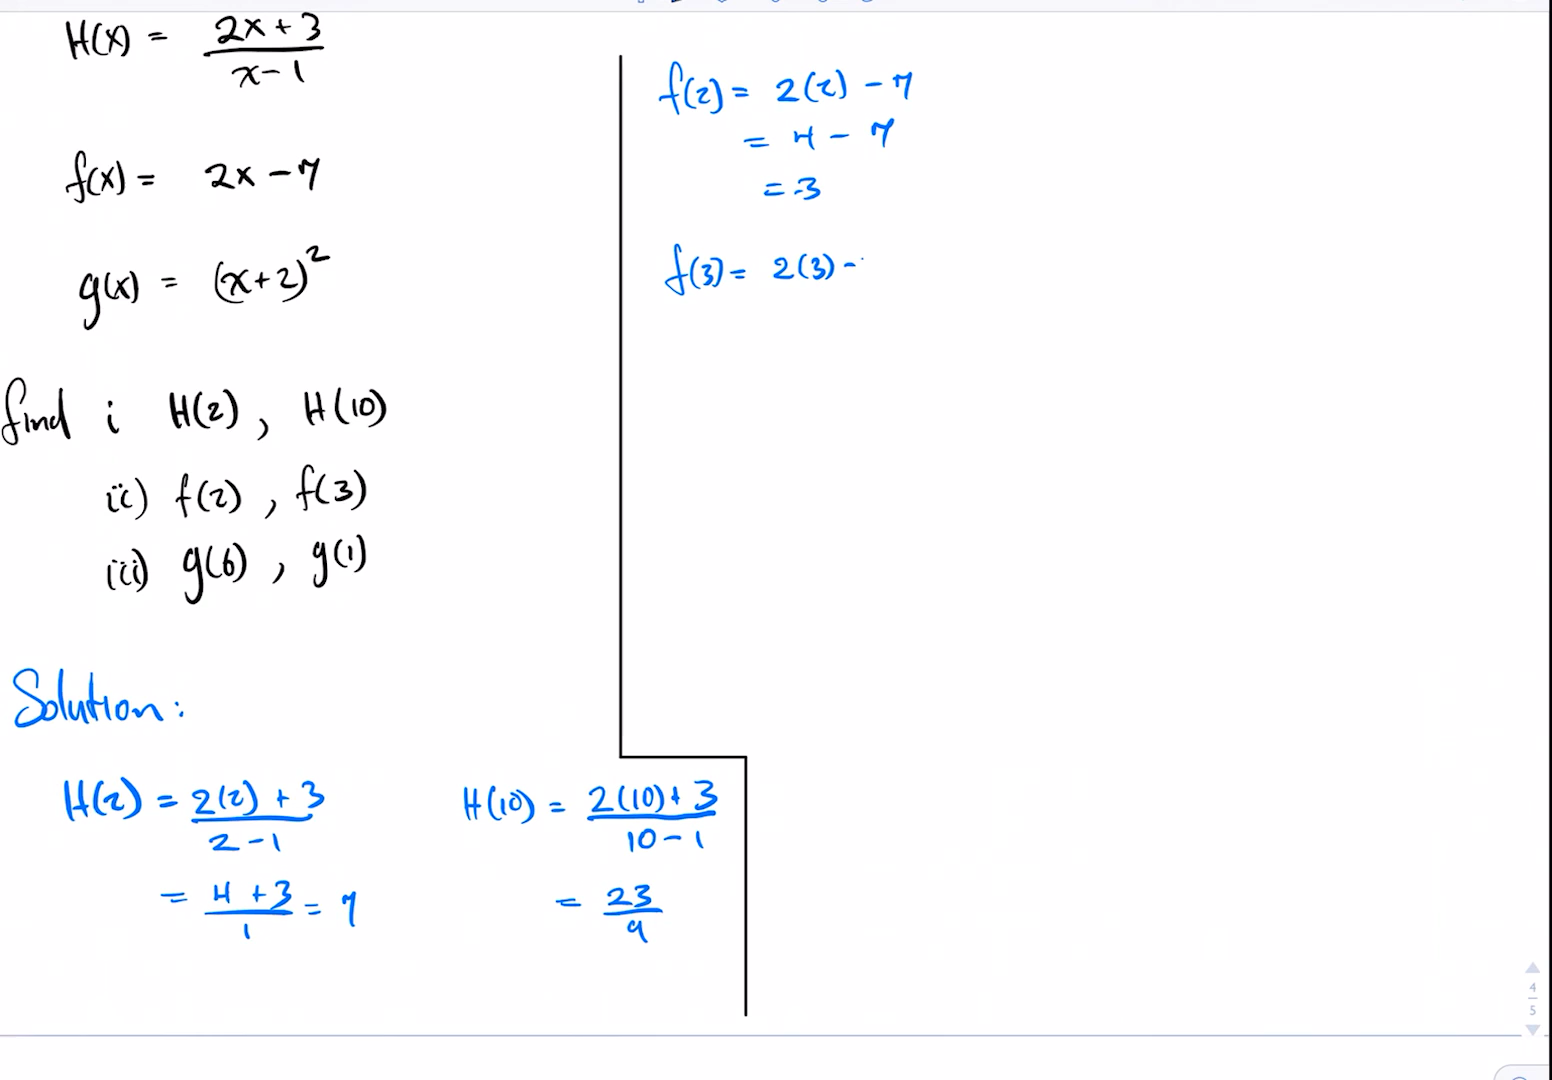 H(x) = (2x + 3)/(x - 1)
f(x) = 2x - 7
g(x) = (x + 2)²
find i H(2) , H(10)
ii) f(2) , f(3)
iii) g(6) , g(1)
Solution:
H(2) = (2(2) + 3)/(2 - 1)
= (4 + 3)/1 = 7
H(10) = (2(10) + 3)/(10 - 1)
= 23/9
f(2) = 2(2) - 7
= 4 - 7
= -3
f(3) = 2(3) -
4
5